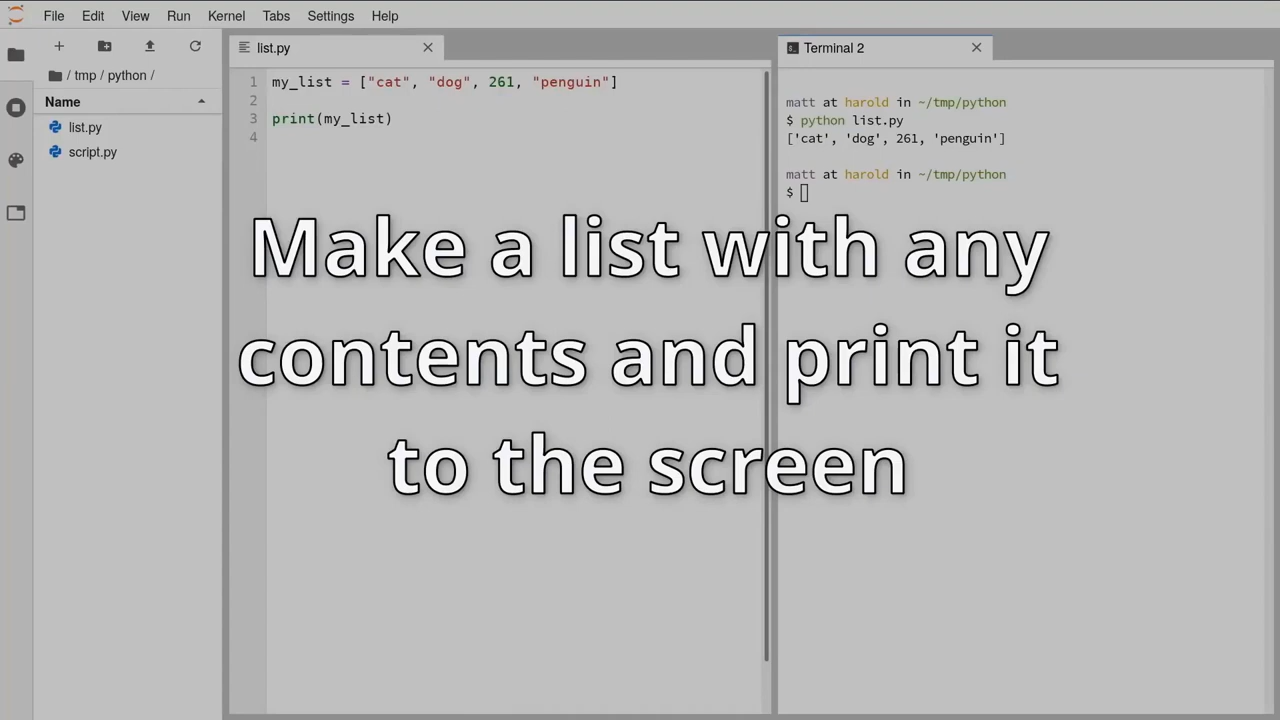 File Edit View Run Kernel Tabs Settings Help
/ tmp / python /
Name
list.py
script.py
list.py
1 my_list = ["cat", "dog", 261, "penguin"]
2
3 print(my_list)
4
Terminal 2
matt at harold in ~/tmp/python
$ python list.py
['cat', 'dog', 261, 'penguin']
matt at harold in ~/tmp/python
$
Make a list with any
contents and print it
to the screen